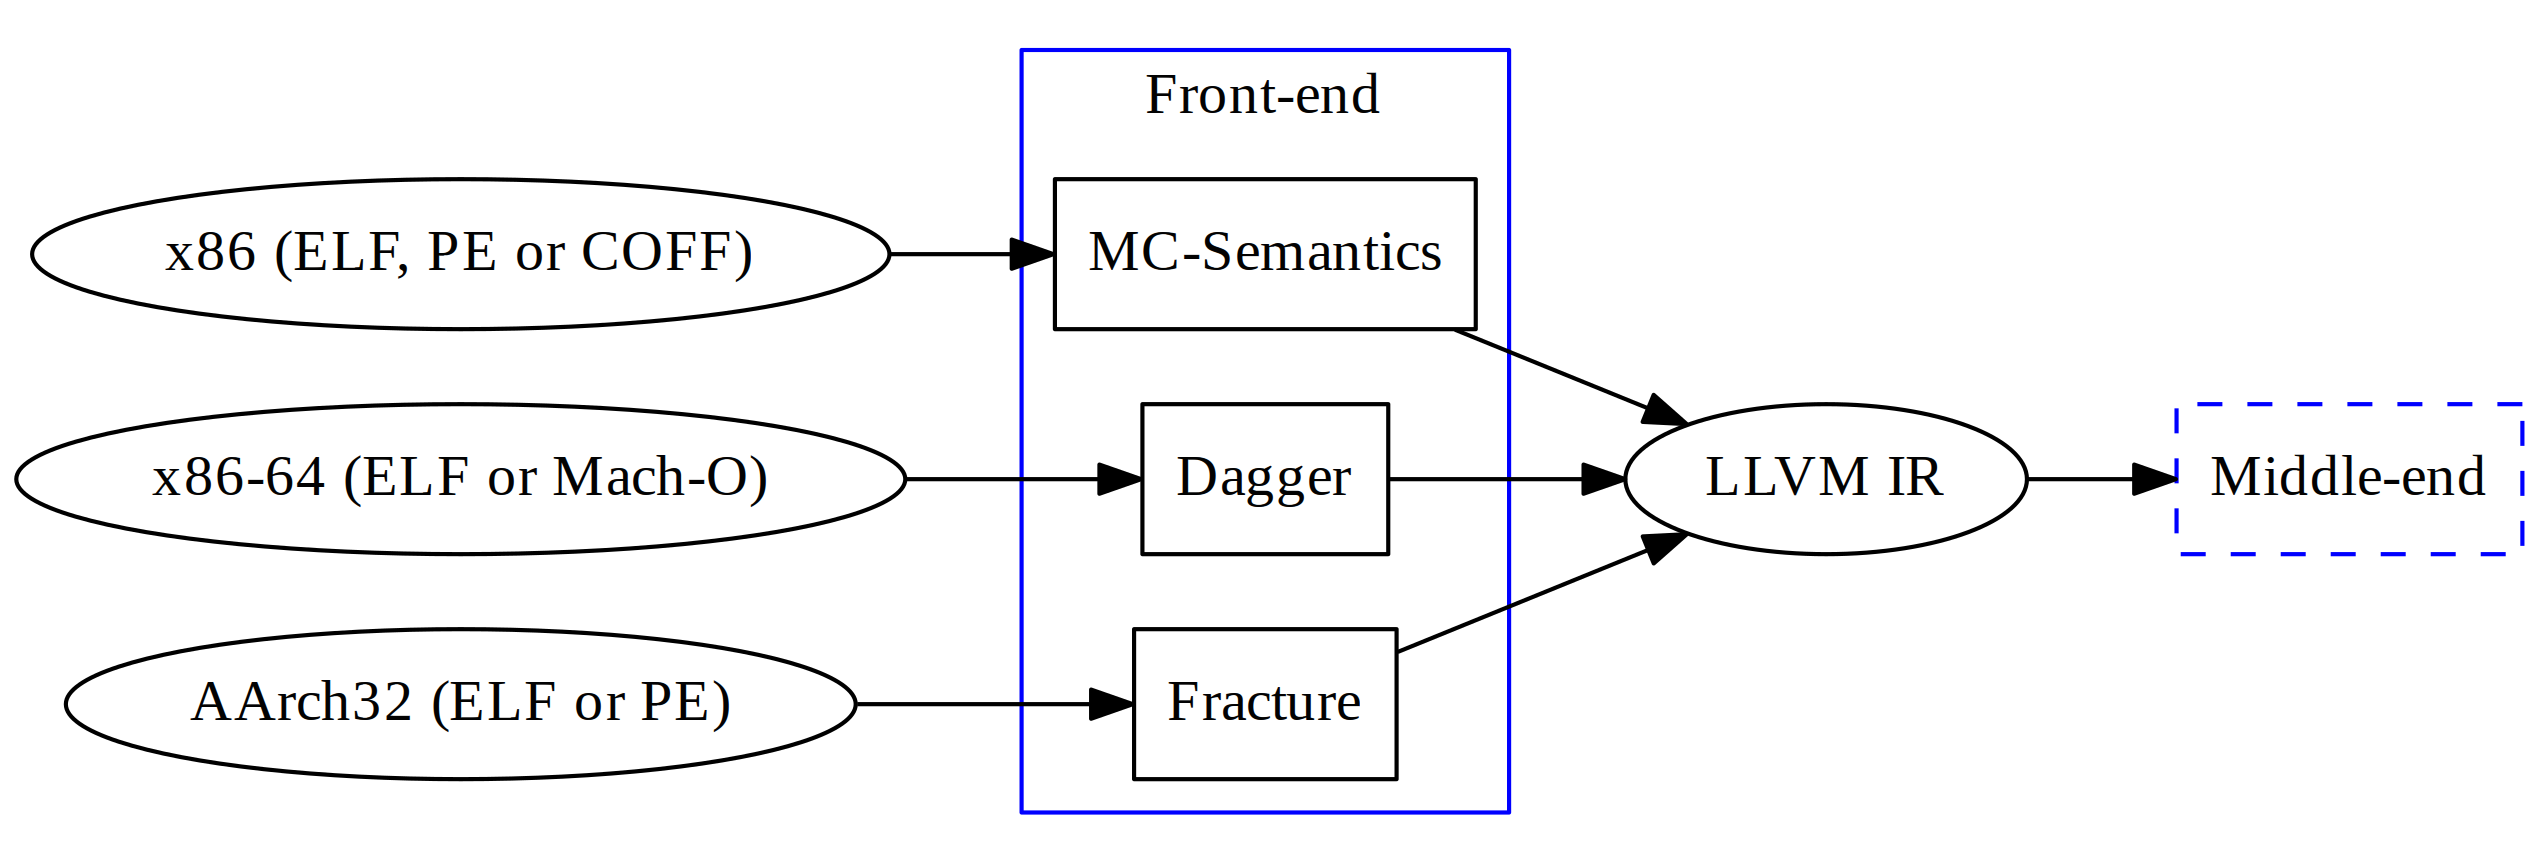 Front-end
x86 (ELF, PE or COFF)
MC-Semantics
x86-64 (ELF or Mach-O)
Dagger
LLVM IR
Middle-end
AArch32 (ELF or PE)
Fracture